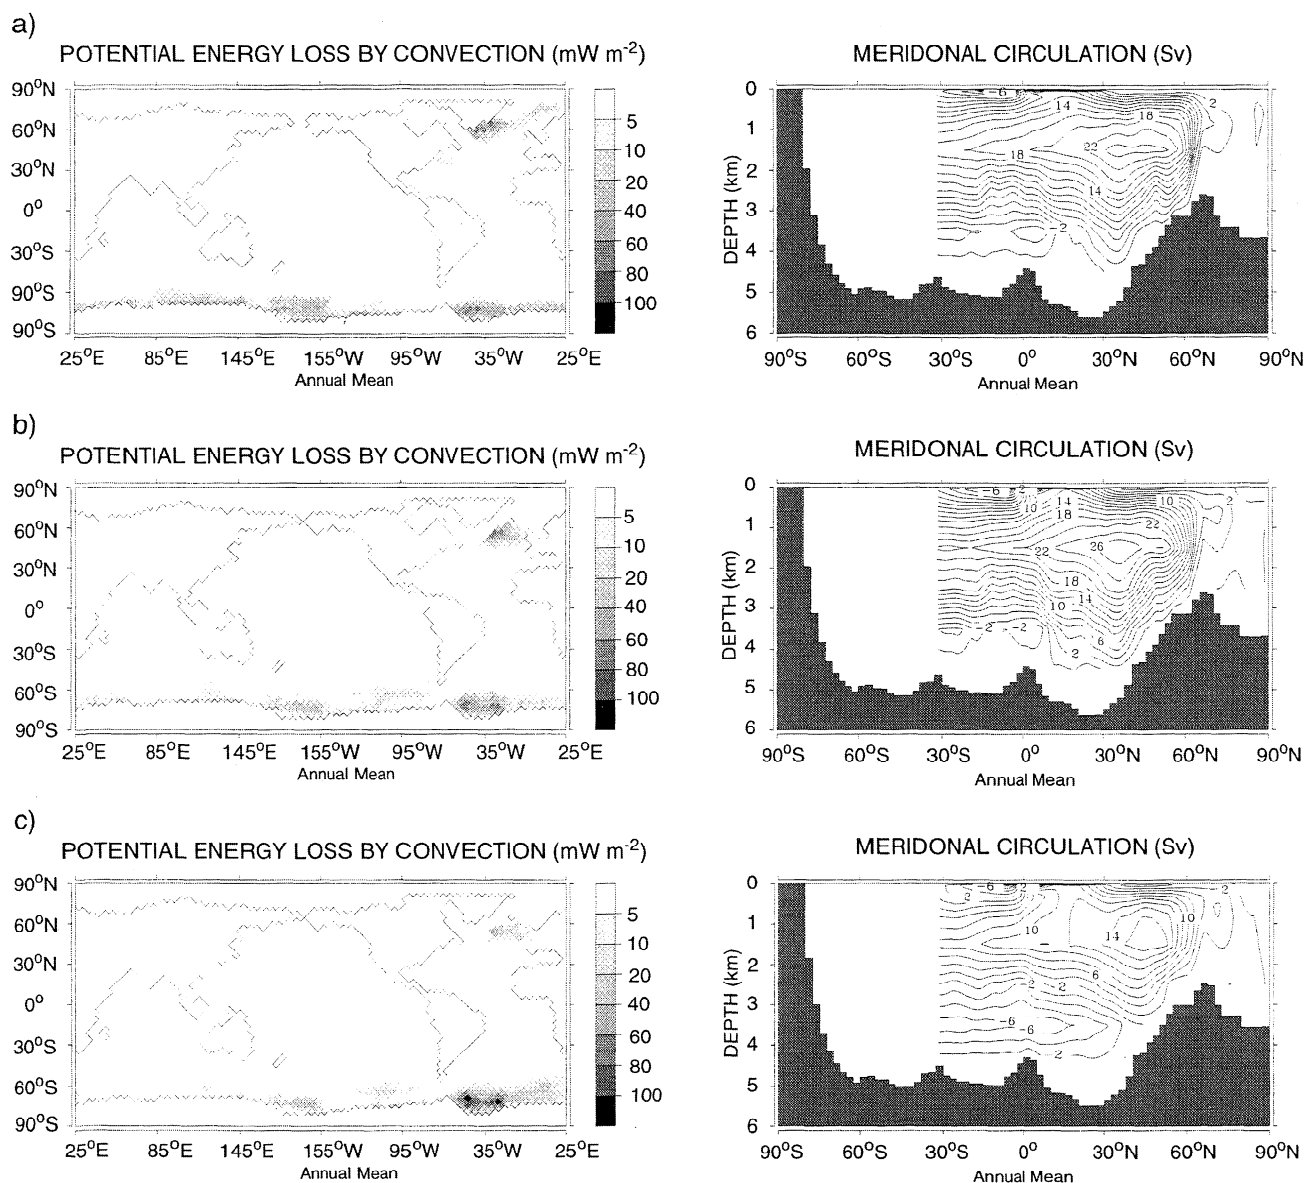 a)
POTENTIAL ENERGY LOSS BY CONVECTION (mW m⁻²)
90°N
60°N
30°N
0°
30°S
90°S
90°S
25°E 85°E 145°E 155°W 95°W 35°W 25°E
Annual Mean
5
10
20
40
60
80
100
MERIDONAL CIRCULATION (Sv)
DEPTH (km)
0
1
2
3
4
5
6
-6
14
2
18
22
18
14
-2
90°S 60°S 30°S 0° 30°N 60°N 90°N
Annual Mean
b)
POTENTIAL ENERGY LOSS BY CONVECTION (mW m⁻²)
90°N
60°N
30°N
0°
30°S
60°S
90°S
25°E 85°E 145°E 155°W 95°W 35°W 25°E
Annual Mean
5
10
20
40
60
80
100
MERIDONAL CIRCULATION (Sv)
DEPTH (km)
0
1
2
3
4
5
6
-6 2
10 14 10 2
18
22
22 26
18
10 14
-2 -2 6
2
90°S 60°S 30°S 0° 30°N 60°N 90°N
Annual Mean
c)
POTENTIAL ENERGY LOSS BY CONVECTION (mW m⁻²)
90°N
60°N
30°N
0°
30°S
60°S
90°S
25°E 85°E 145°E 155°W 95°W 35°W 25°E
Annual Mean
5
10
20
40
60
80
100
MERIDONAL CIRCULATION (Sv)
DEPTH (km)
0
1
2
3
4
5
6
-6 2 2
2
10 10
14
6
-2 2
-6
-6
-2
90°S 60°S 30°S 0° 30°N 60°N 90°N
Annual Mean